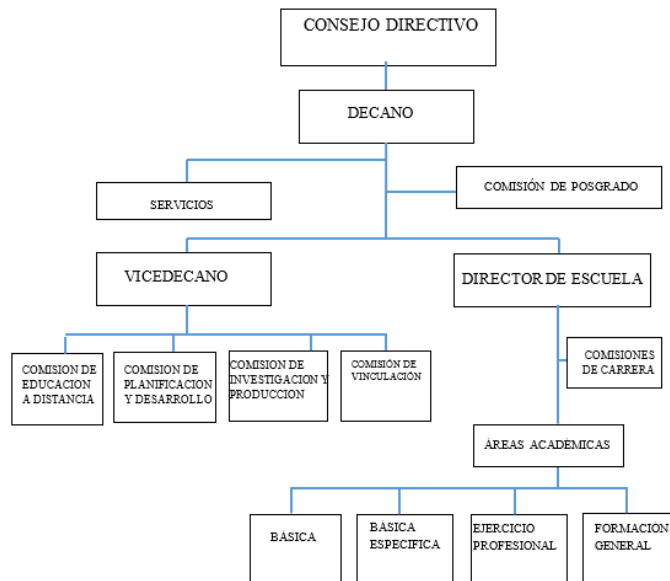 CONSEJO DIRECTIVO
DECANO
SERVICIOS
COMISIÓN DE POSGRADO
VICEDECANO
DIRECTOR DE ESCUELA
COMISION DE
EDUCACION
A DISTANCIA
COMISION DE
PLANIFICACION
Y DESARROLLO
COMISION DE
INVESTIGACION Y
PRODUCCION
COMISIÓN DE
VINCULACIÓN
COMISIONES
DE CARRERA
ÁREAS ACADÉMICAS
BÁSICA
BÁSICA
ESPECIFICA
EJERCICIO
PROFESIONAL
FORMACIÓN
GENERAL